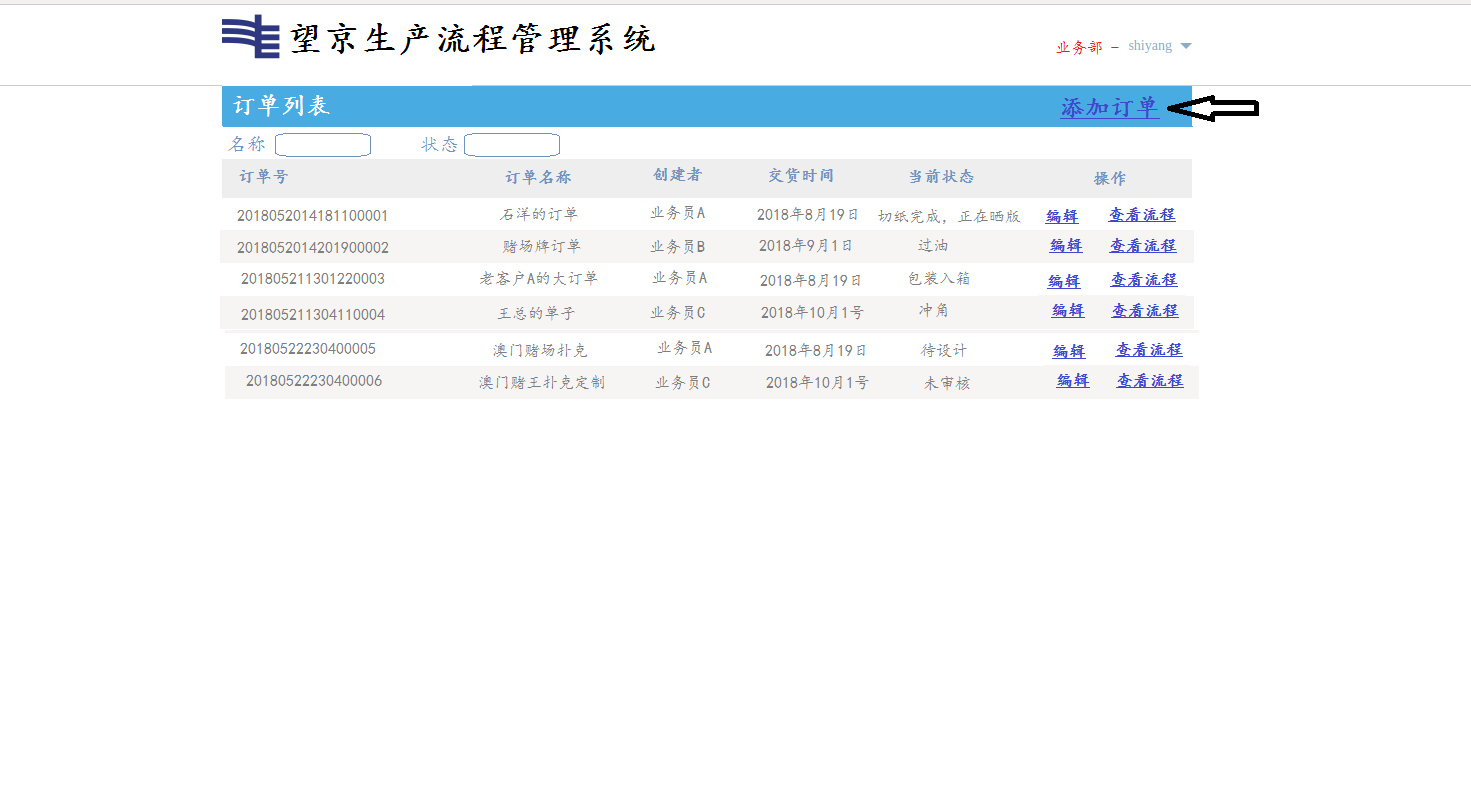 望京生产流程管理系统
业务部 – shiyang
订单列表 添加订单
名称 状态
订单号 订单名称 创建者 交货时间 当前状态 操作
2018052014181100001 石洋的订单 业务员A 2018年8月19日 切纸完成，正在晒版 编辑 查看流程
2018052014201900002 赌场牌订单 业务员B 2018年9月1日 过油 编辑 查看流程
201805211301220003 老客户A的大订单 业务员A 2018年8月19日 包装入箱 编辑 查看流程
201805211304110004 王总的单子 业务员C 2018年10月1号 冲角 编辑 查看流程
20180522230400005 澳门赌场扑克 业务员A 2018年8月19日 待设计 编辑 查看流程
20180522230400006 澳门赌王扑克定制 业务员C 2018年10月1号 未审核 编辑 查看流程